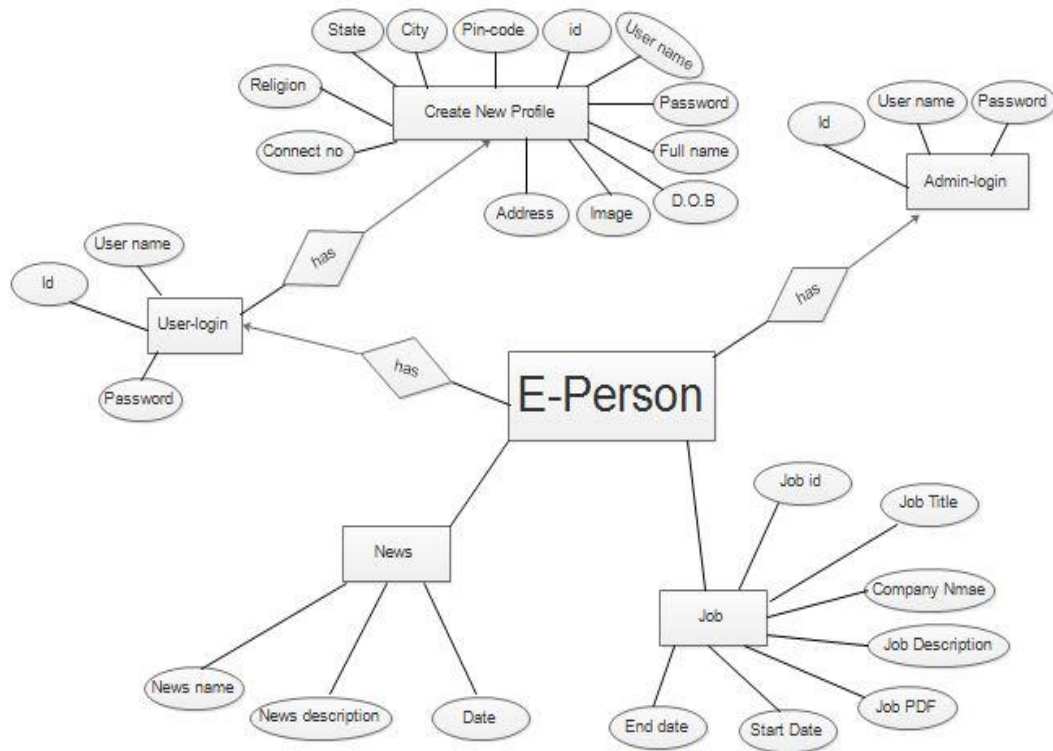 State
City
Pin-code
id
User name
Religion
Create New Profile
Password
Connect no
Full name
Address
Image
D.O.B
User name
Password
Id
Admin-login
has
has
User name
Id
User-login
Password
has
E-Person
Job id
Job Title
News
Company Nmae
Job
Job Description
News name
News description
Date
End date
Start Date
Job PDF